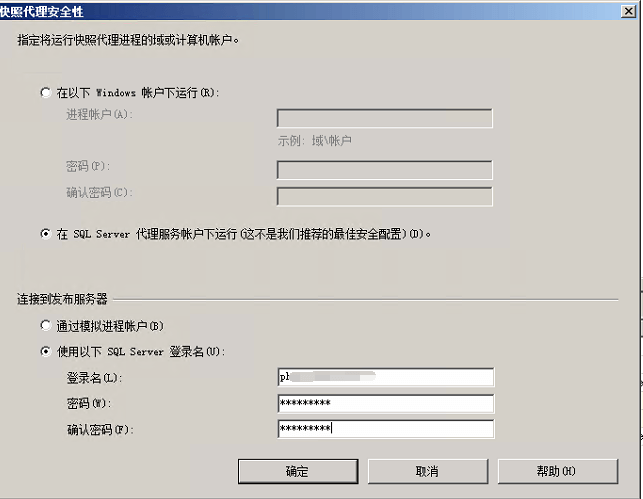 快照代理安全性
指定将运行快照代理进程的域或计算机帐户。
在以下 Windows 帐户下运行(R):
进程帐户(A):
示例: 域\帐户
密码(P):
确认密码(C):
在 SQL Server 代理服务帐户下运行(这不是我们推荐的最佳安全配置)(D)。
连接到发布服务器
通过模拟进程帐户(B)
使用以下 SQL Server 登录名(U):
登录名(L):
密码(W): *********
确认密码(F): *********
确定 取消 帮助(H)